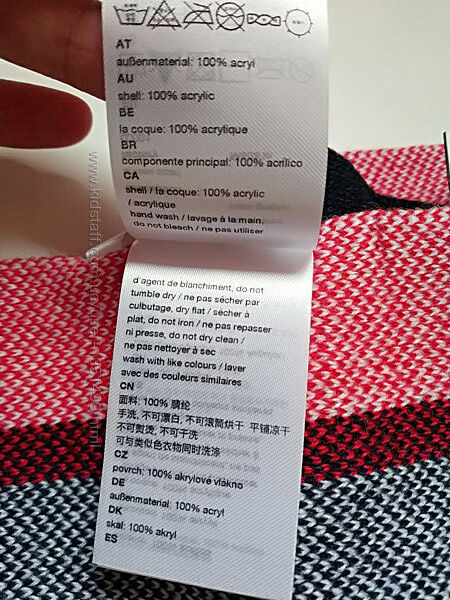 AT
außenmaterial: 100% acryl
AU
shell: 100% acrylic
BE
la coque: 100% acrylique
BR
componente principal: 100% acrílico
CA
shell / la coque: 100% acrylic
/ acrylique
hand wash / lavage à la main,
do not bleach / ne pas utiliser
d'agent de blanchiment, do not
tumble dry / ne pas sécher par
culbutage, dry flat / sécher à
plat, do not iron / ne pas repasser
ni presse, do not dry clean /
ne pas nettoyer à sec
wash with like colours / laver
avec des couleurs similaires
CN
面料: 100% 腈纶
手洗, 不可漂白, 不可滚筒烘干 平铺凉干
不可熨烫, 不可干洗
可与类似色衣物同时洗涤
CZ
povrch: 100% akrylové vlákno
DE
außenmaterial: 100% acryl
DK
skal: 100% akryl
ES